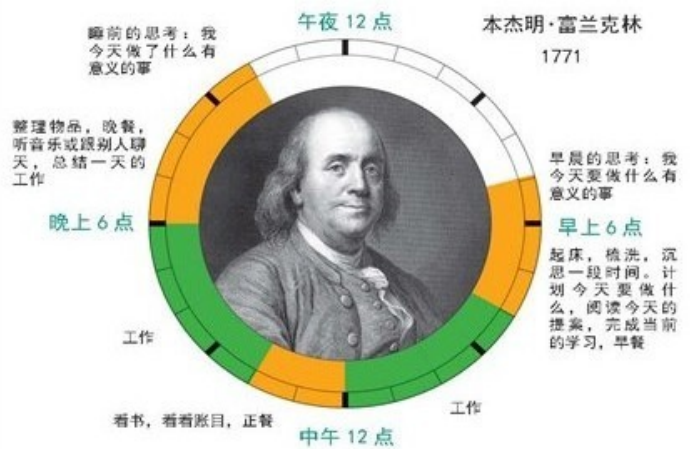 午夜 12 点
本杰明·富兰克林
1771
睡前的思考：我
今天做了什么有
意义的事
整理物品，晚餐，
听音乐或跟别人聊
天，总结一天的
工作
晚上 6 点
早晨的思考：我
今天要做什么有
意义的事
早上 6 点
起床，梳洗，沉
思一段时间。计
划今天要做什
么，阅读今天的
提案，完成当前
的学习，早餐
工作
工作
看书，看看账目，正餐
中午 12 点